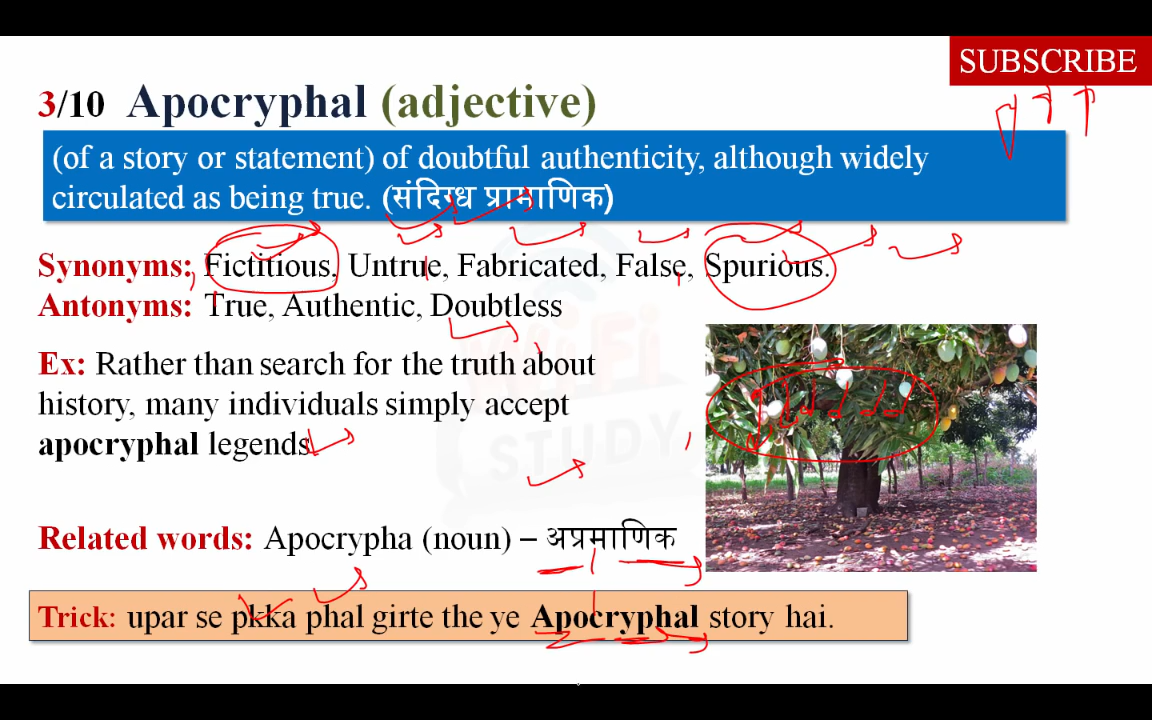 SUBSCRIBE
3/10 Apocryphal (adjective)
(of a story or statement) of doubtful authenticity, although widely
circulated as being true. (संदिग्ध प्रामाणिक)
Synonyms: Fictitious, Untrue, Fabricated, False, Spurious.
Antonyms: True, Authentic, Doubtless
Ex: Rather than search for the truth about
history, many individuals simply accept
apocryphal legends
STUDY
Related words: Apocrypha (noun) – अप्रमाणिक
Trick: upar se pkka phal girte the ye Apocryphal story hai.